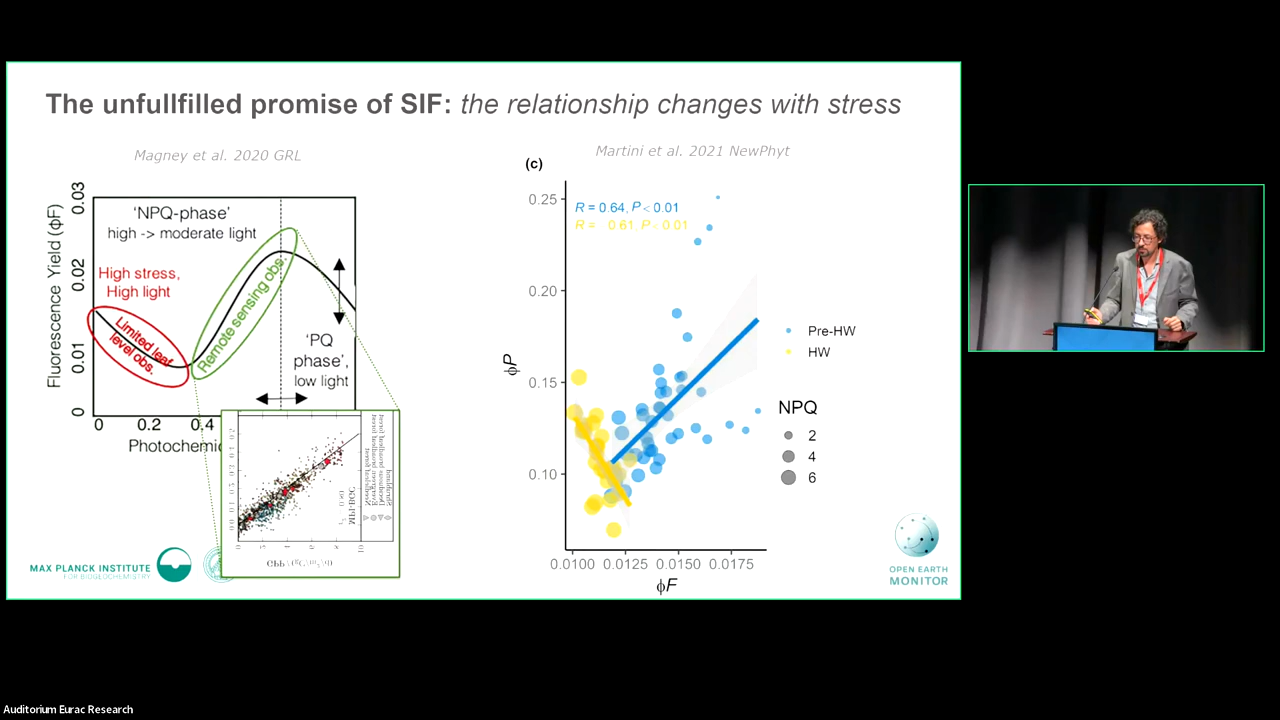 The unfullfilled promise of SIF: the relationship changes with stress
Magney et al. 2020 GRL
Fluorescence Yield (ϕF)
0.03
0.02
0.01
0
'NPQ-phase'
high -> moderate light
High stress,
High light
Limited leaf
level obs.
Remote sensing obs.
'PQ
phase',
low light
0 0.2 0.4
Photochemic
MPI-BGC
Martini et al. 2021 NewPhyt
(c)
R = 0.64, P < 0.01
R = 0.61, P < 0.01
ϕP
0.25
0.20
0.15
0.10
0.0100 0.0125 0.0150 0.0175
ϕF
Pre-HW
HW
NPQ
2
4
6
MAX PLANCK INSTITUTE
FOR BIOGEOCHEMISTRY
OPEN EARTH
MONITOR
Auditorium Eurac Research